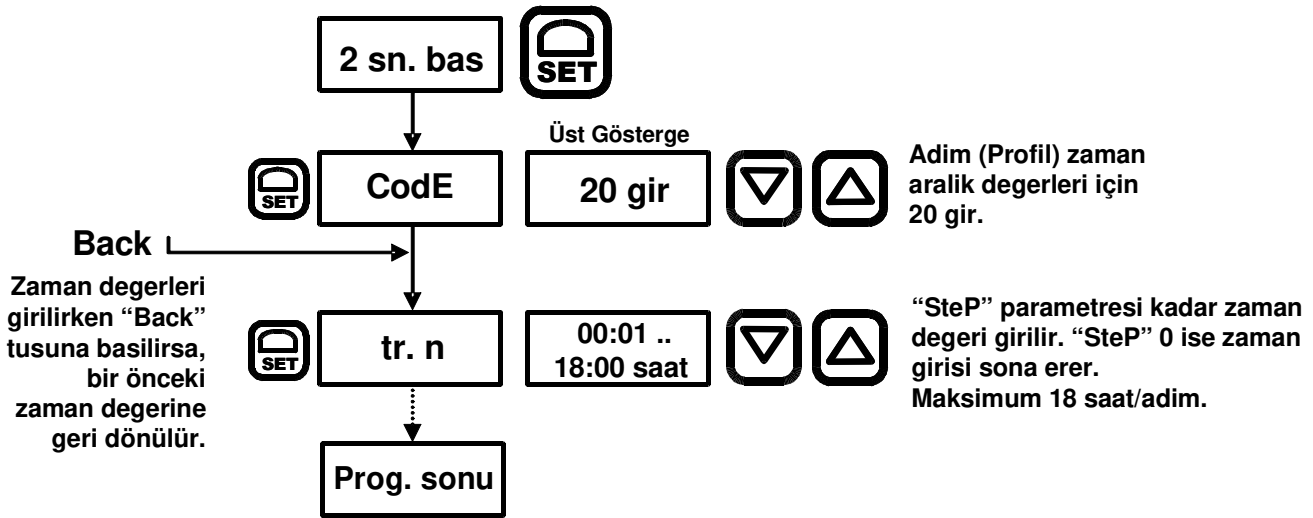 2 sn. bas
SET
Üst Gösterge
SET
CodE
20 gir
Adim (Profil) zaman
aralik degerleri için
20 gir.
Back
Zaman degerleri
girilirken “Back”
tusuna basilirsa,
bir önceki
zaman degerine
geri dönülür.
SET
tr. n
00:01 ..
18:00 saat
“SteP” parametresi kadar zaman
degeri girilir. “SteP” 0 ise zaman
girisi sona erer.
Maksimum 18 saat/adim.
Prog. sonu